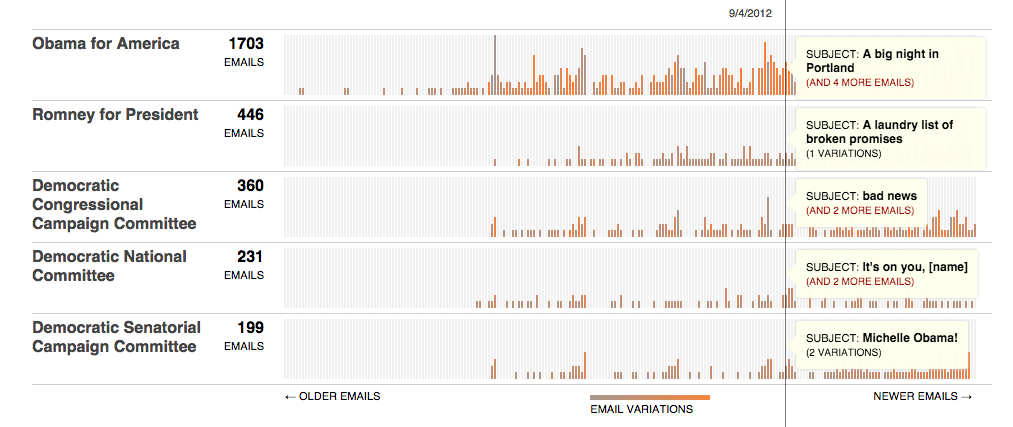 9/4/2012
Obama for America
1703
EMAILS
SUBJECT: A big night in
Portland
(AND 4 MORE EMAILS)
Romney for President
446
EMAILS
SUBJECT: A laundry list of
broken promises
(1 VARIATIONS)
Democratic
Congressional
Campaign Committee
360
EMAILS
SUBJECT: bad news
(AND 2 MORE EMAILS)
Democratic National
Committee
231
EMAILS
SUBJECT: It's on you, [name]
(AND 2 MORE EMAILS)
Democratic Senatorial
Campaign Committee
199
EMAILS
SUBJECT: Michelle Obama!
(2 VARIATIONS)
← OLDER EMAILS
EMAIL VARIATIONS
NEWER EMAILS →